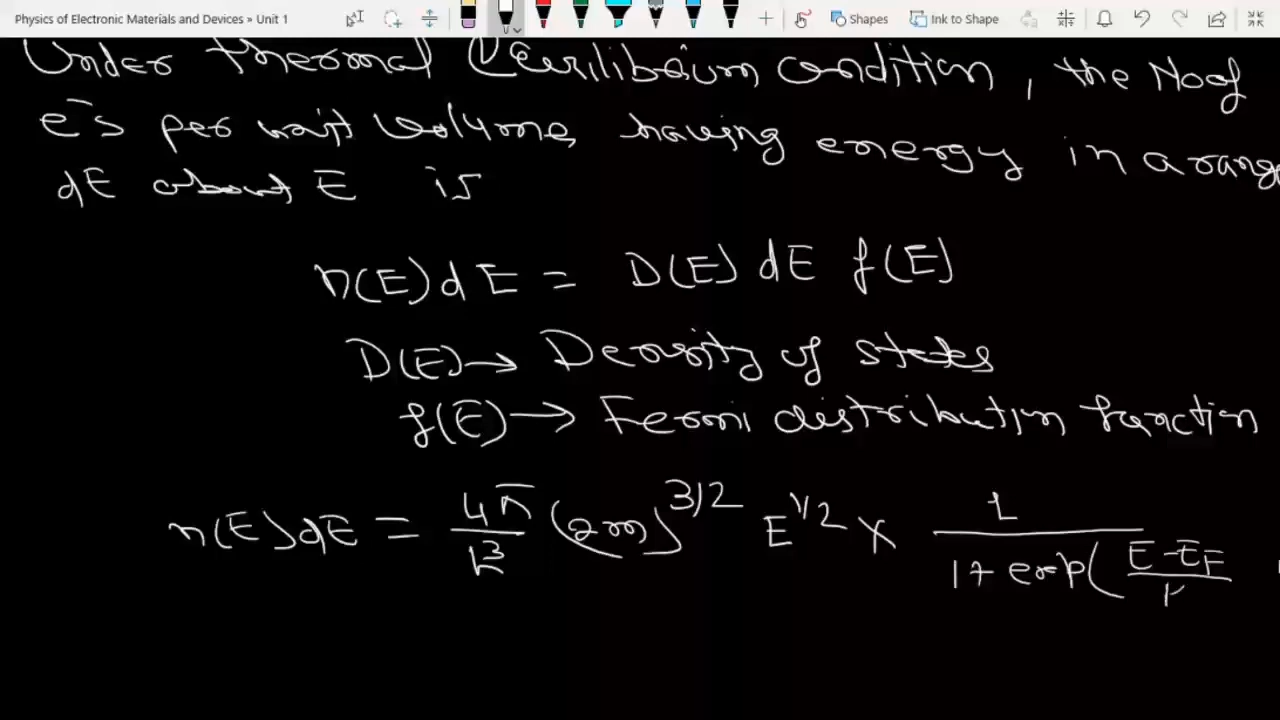 Physics of Electronic Materials and Devices » Unit 1
Shapes
Ink to Shape
Under thermal Equilibrium condition, the No of
e⁻s per unit volume having energy in a range
dE about E is
n(E)dE = D(E) dE f(E)
D(E) → Density of states
f(E) → Fermi distribution function
n(E)dE = 4π/h³ (2m)^3/2 E^1/2 × 1/1+exp(E-E_F/k